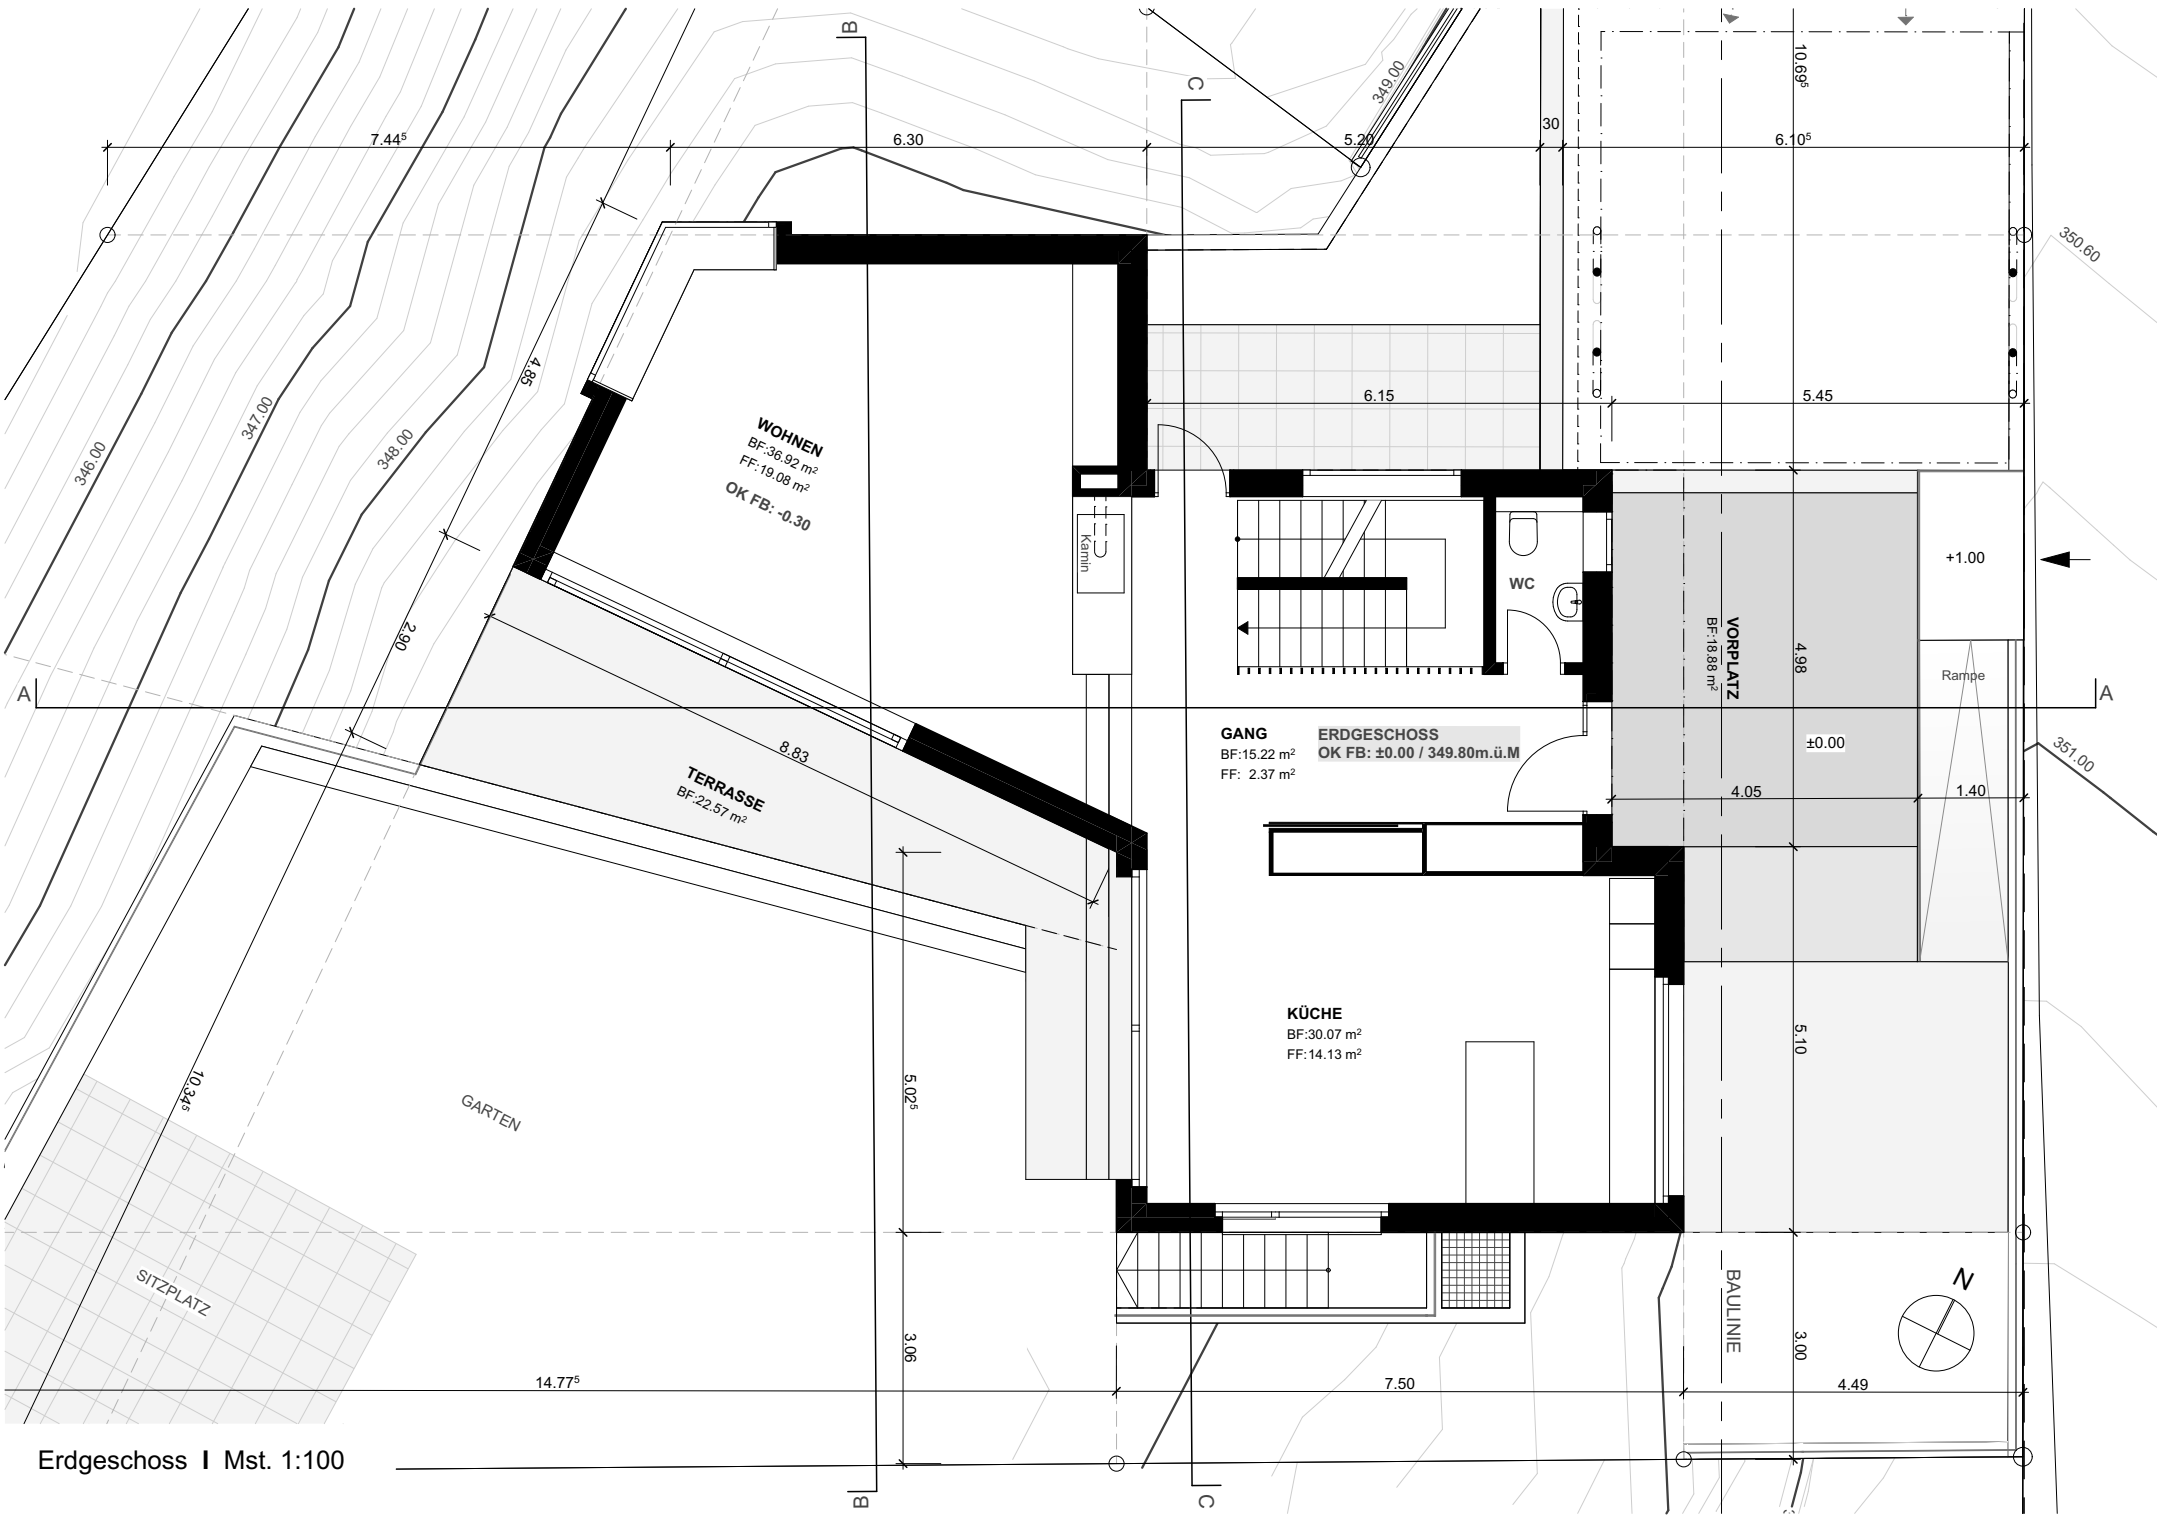 B
C
349.00
10.69⁵
7.44⁵
6.30
5.20
30
6.10⁵
350.60
4.85
6.15
5.45
346.00
347.00
348.00
WOHNEN
BF:36.92 m²
FF:19.08 m²
OK FB: -0.30
Kamin
WC
+1.00
VORPLATZ
BF:18.88 m²
4.98
Rampe
2.90
A
A
GANG
BF:15.22 m²
FF: 2.37 m²
ERDGESCHOSS
OK FB: ±0.00 / 349.80m.ü.M
±0.00
351.00
8.83
TERRASSE
BF:22.57 m²
4.05
1.40
KÜCHE
BF:30.07 m²
FF:14.13 m²
5.10
10.34⁵
5.02⁵
GARTEN
SITZPLATZ
BAULINIE
N
3.06
3.00
14.77⁵
7.50
4.49
Erdgeschoss I Mst. 1:100
B
C